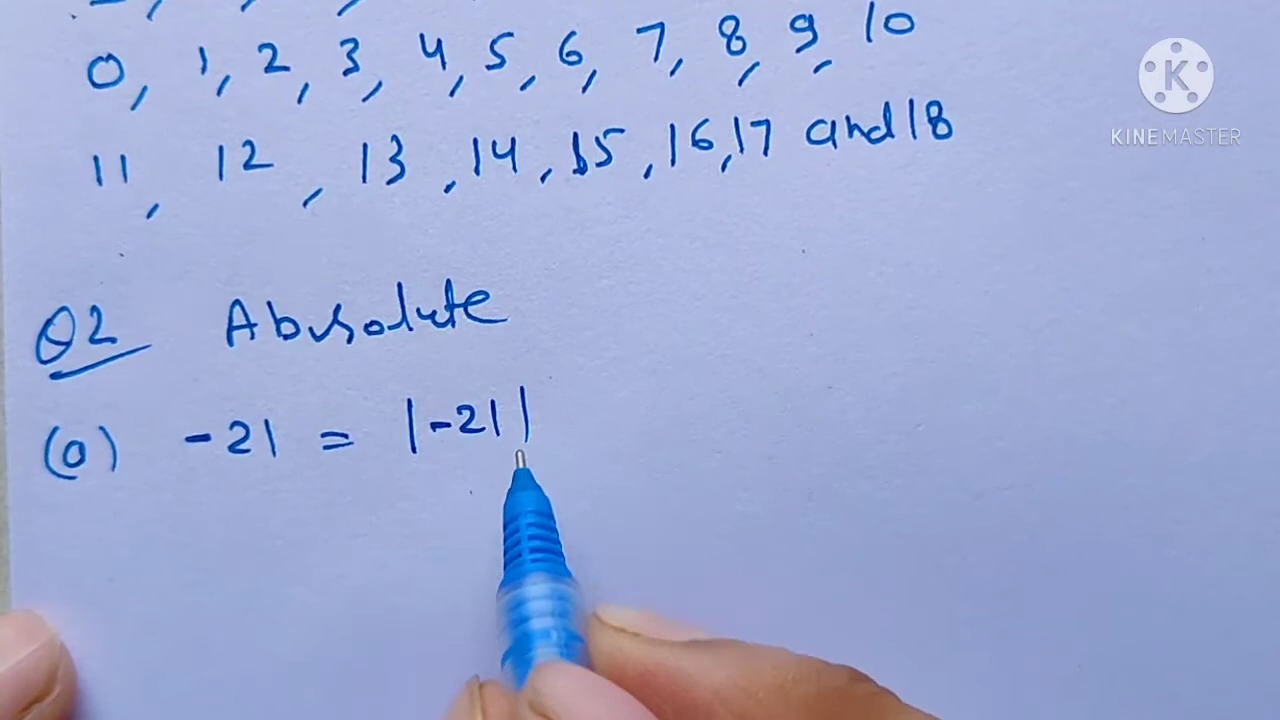 0, 1, 2, 3, 4, 5, 6, 7, 8, 9, 10
11, 12, 13, 14, 15, 16, 17 and 18
Q2 Absolute
(a) -21 = |-21|
K
KINEMASTER